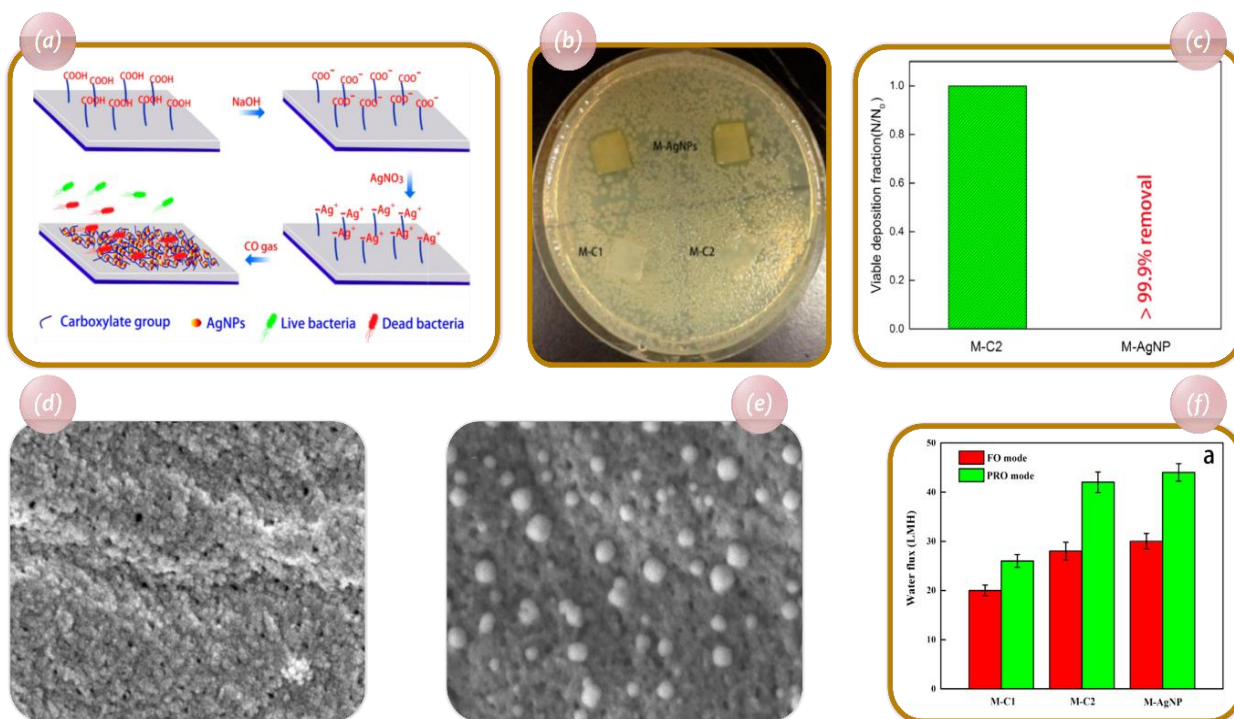 (a)
COOH COOH COOH COOH
COOH COOH COOH COOH
NaOH
COO⁻ COO⁻ COO⁻ COO⁻
COO⁻ COO⁻ COO⁻ COO⁻
AgNO₃
–Ag⁺ –Ag⁺ –Ag⁺ –Ag⁺
–Ag⁺ –Ag⁺ –Ag⁺ –Ag⁺
CO gas
Carboxylate group
AgNPs
Live bacteria
Dead bacteria
(b)
M-AgNPs
M-C1
M-C2
(c)
Viable deposition fraction(N/N₀)
1.0
0.8
0.6
0.4
0.2
0.0
> 99.9% removal
M-C2
M-AgNP
(d)
(e)
(f)
a
FO mode
PRO mode
Water flux (LMH)
50
40
30
20
10
0
M-C1
M-C2
M-AgNP